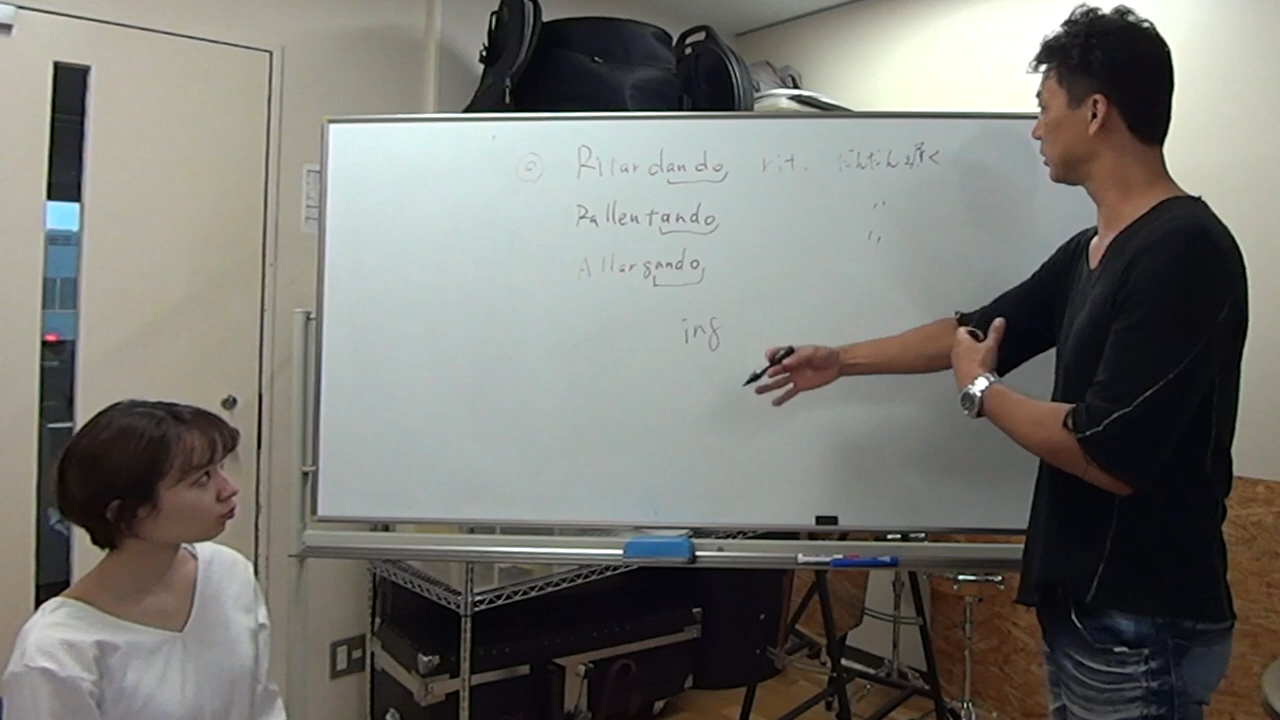 ◎ Ritardando, rit. だんだん遅く
Rallentando, 〃
Allargando, 〃
ing